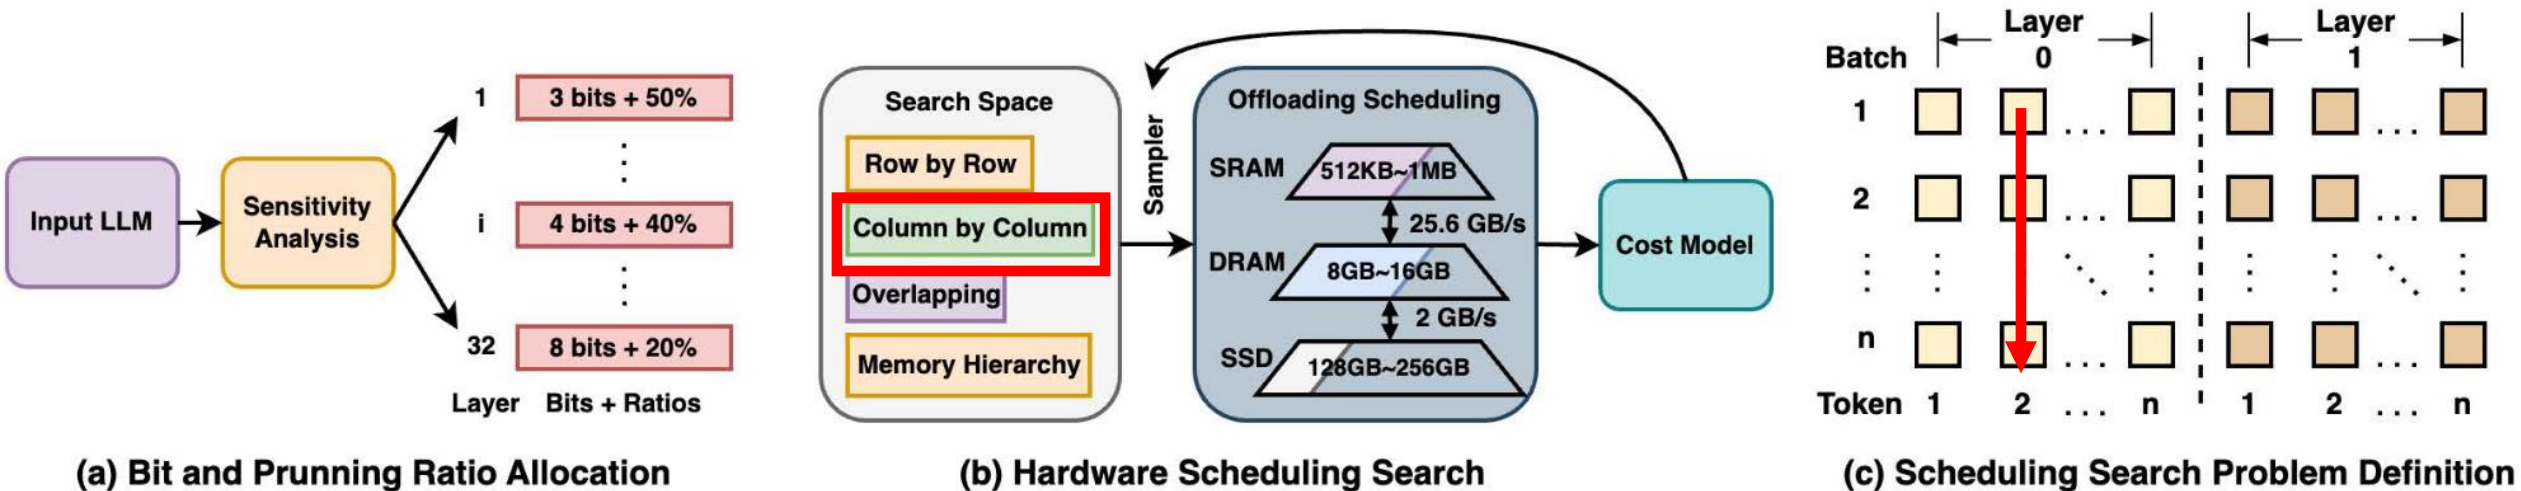 Input LLM
Sensitivity
Analysis
1
3 bits + 50%
i
4 bits + 40%
32
8 bits + 20%
Layer
Bits + Ratios
(a) Bit and Prunning Ratio Allocation
Search Space
Row by Row
Column by Column
Overlapping
Memory Hierarchy
Sampler
Offloading Scheduling
SRAM
512KB~1MB
25.6 GB/s
DRAM
8GB~16GB
2 GB/s
SSD
128GB~256GB
Cost Model
(b) Hardware Scheduling Search
Layer
0
Layer
1
Batch
1
...
...
2
...
...
n
...
...
Token 1 2 ... n 1 2 ... n
(c) Scheduling Search Problem Definition